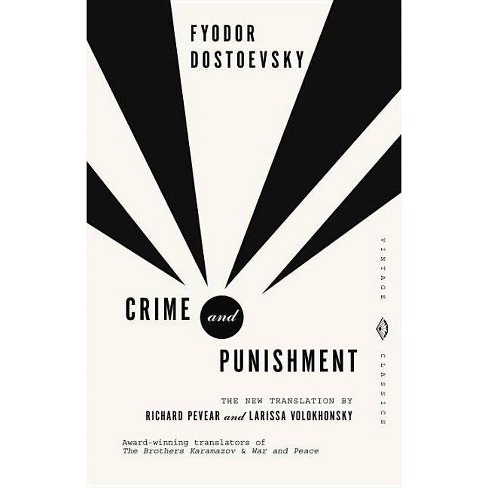 FYODOR
DOSTOEVSKY
CRIME and
PUNISHMENT
THE NEW TRANSLATION BY
RICHARD PEVEAR and LARISSA VOLOKHONSKY
Award-winning translators of
The Brothers Karamazov & War and Peace
VINTAGE CLASSICS